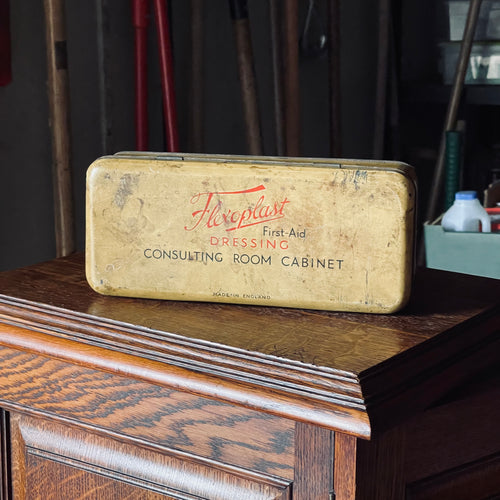 Flexoplast
First-Aid
DRESSING
CONSULTING ROOM CABINET
MADE IN ENGLAND